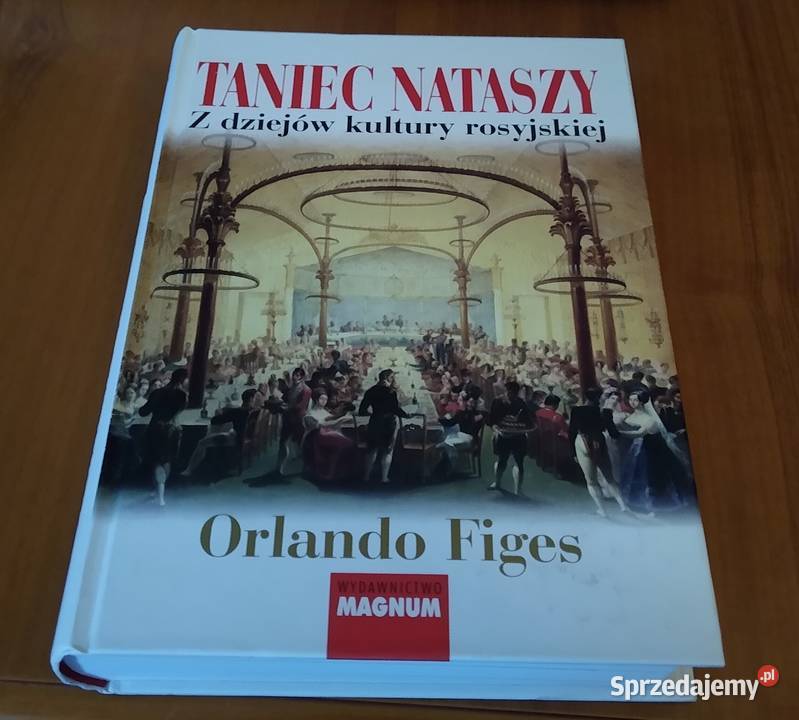 TANIEC NATASZY
Z dziejów kultury rosyjskiej
Orlando Figes
WYDAWNICTWO
MAGNUM
Sprzedajemy.pl